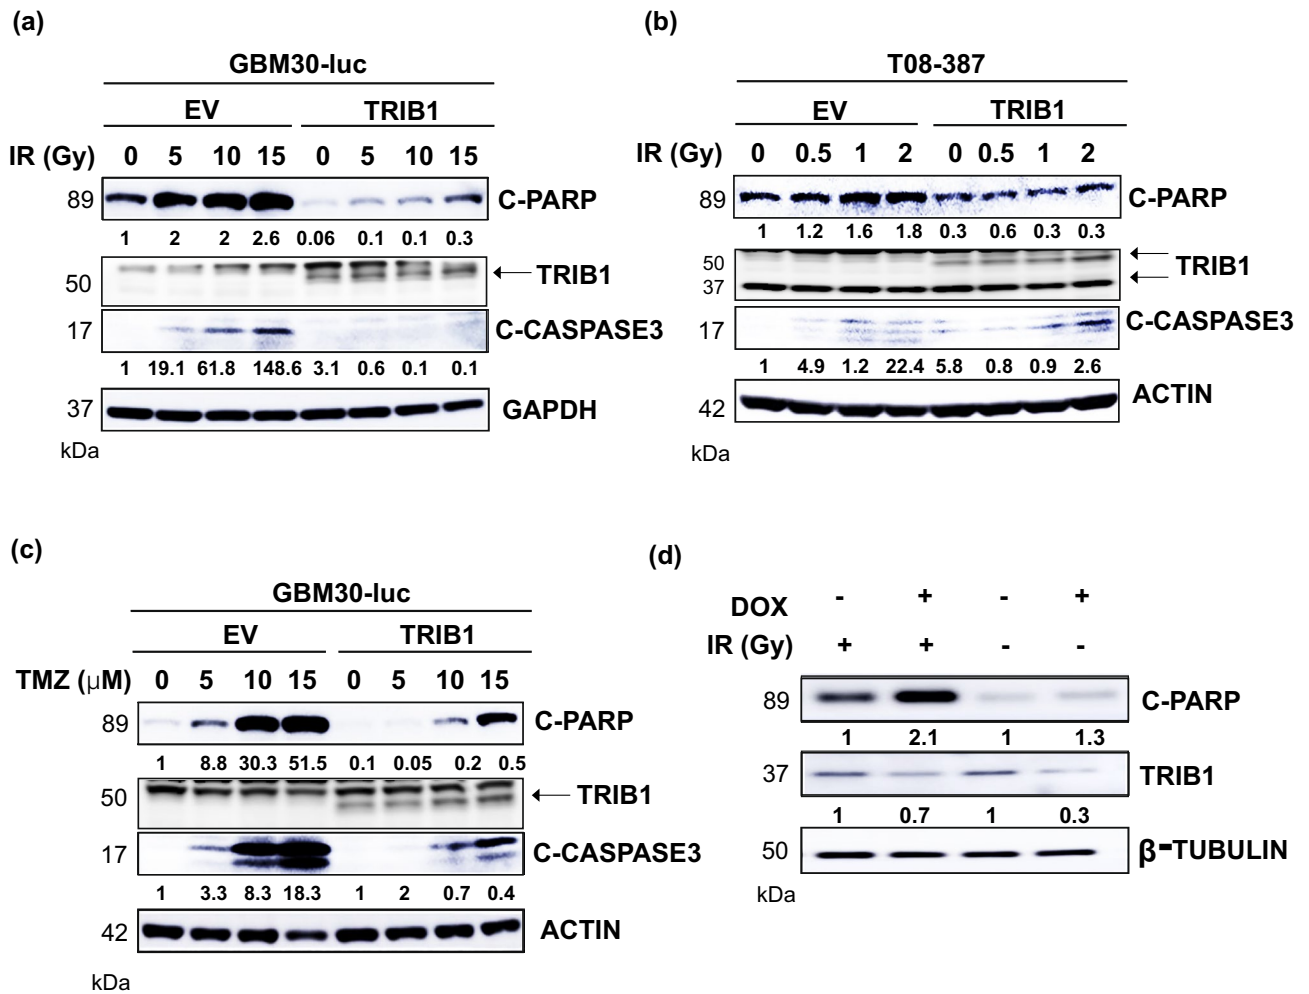 (a)
GBM30-luc
EV TRIB1
IR (Gy) 0 5 10 15 0 5 10 15
89 C-PARP
1 2 2 2.6 0.06 0.1 0.1 0.3
50 TRIB1
17 C-CASPASE3
1 19.1 61.8 148.6 3.1 0.6 0.1 0.1
37 GAPDH
kDa
(b)
T08-387
EV TRIB1
IR (Gy) 0 0.5 1 2 0 0.5 1 2
89 C-PARP
1 1.2 1.6 1.8 0.3 0.6 0.3 0.3
50
37 TRIB1
17 C-CASPASE3
1 4.9 1.2 22.4 5.8 0.8 0.9 2.6
42 ACTIN
kDa
(c)
GBM30-luc
EV TRIB1
TMZ (µM) 0 5 10 15 0 5 10 15
89 C-PARP
1 8.8 30.3 51.5 0.1 0.05 0.2 0.5
50 TRIB1
17 C-CASPASE3
1 3.3 8.3 18.3 1 2 0.7 0.4
42 ACTIN
kDa
(d)
DOX - + - +
IR (Gy) + + - -
89 C-PARP
1 2.1 1 1.3
37 TRIB1
1 0.7 1 0.3
50 β-TUBULIN
kDa